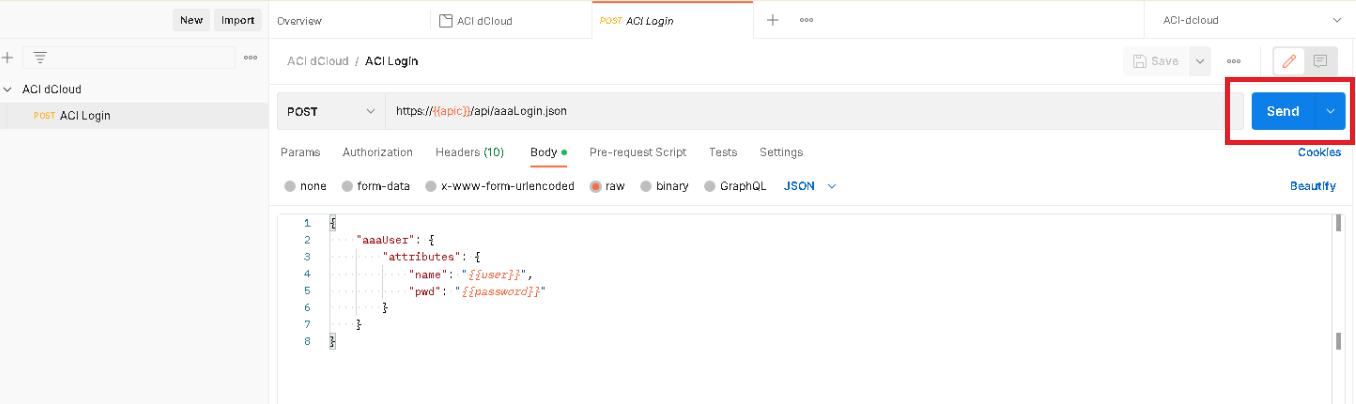 New Import Overview ACI dCloud POST ACI Login ACI-dcloud
ACI dCloud / ACI Login Save
ACI dCloud
POST ACI Login
POST https://{{apic}}/api/aaaLogin.json Send
Params Authorization Headers (10) Body Pre-request Script Tests Settings Cookies
none form-data x-www-form-urlencoded raw binary GraphQL JSON Beautify
1 {
2 "aaaUser": {
3 "attributes": {
4 "name": "{{user}}",
5 "pwd": "{{password}}"
6 }
7 }
8 }